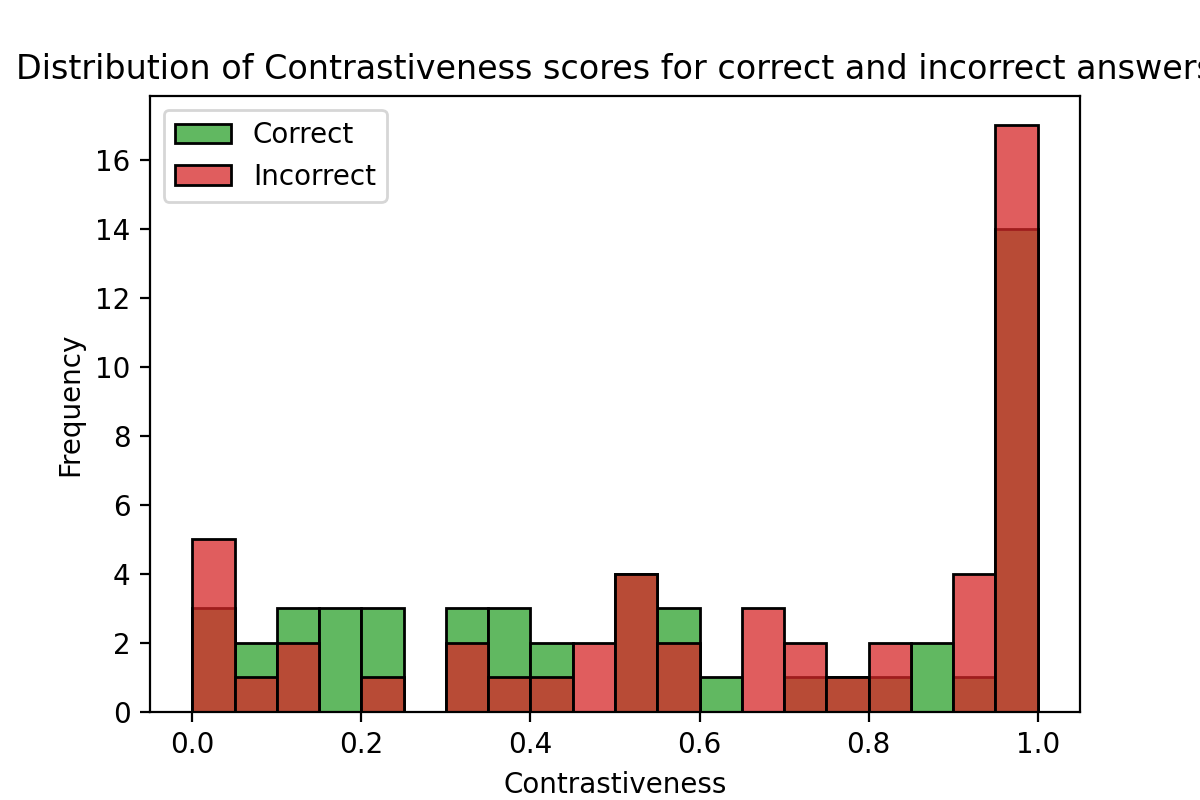 Distribution of Contrastiveness scores for correct and incorrect answers
Correct
Incorrect
16
14
12
10
8
6
4
2
0
Frequency
0.0 0.2 0.4 0.6 0.8 1.0
Contrastiveness